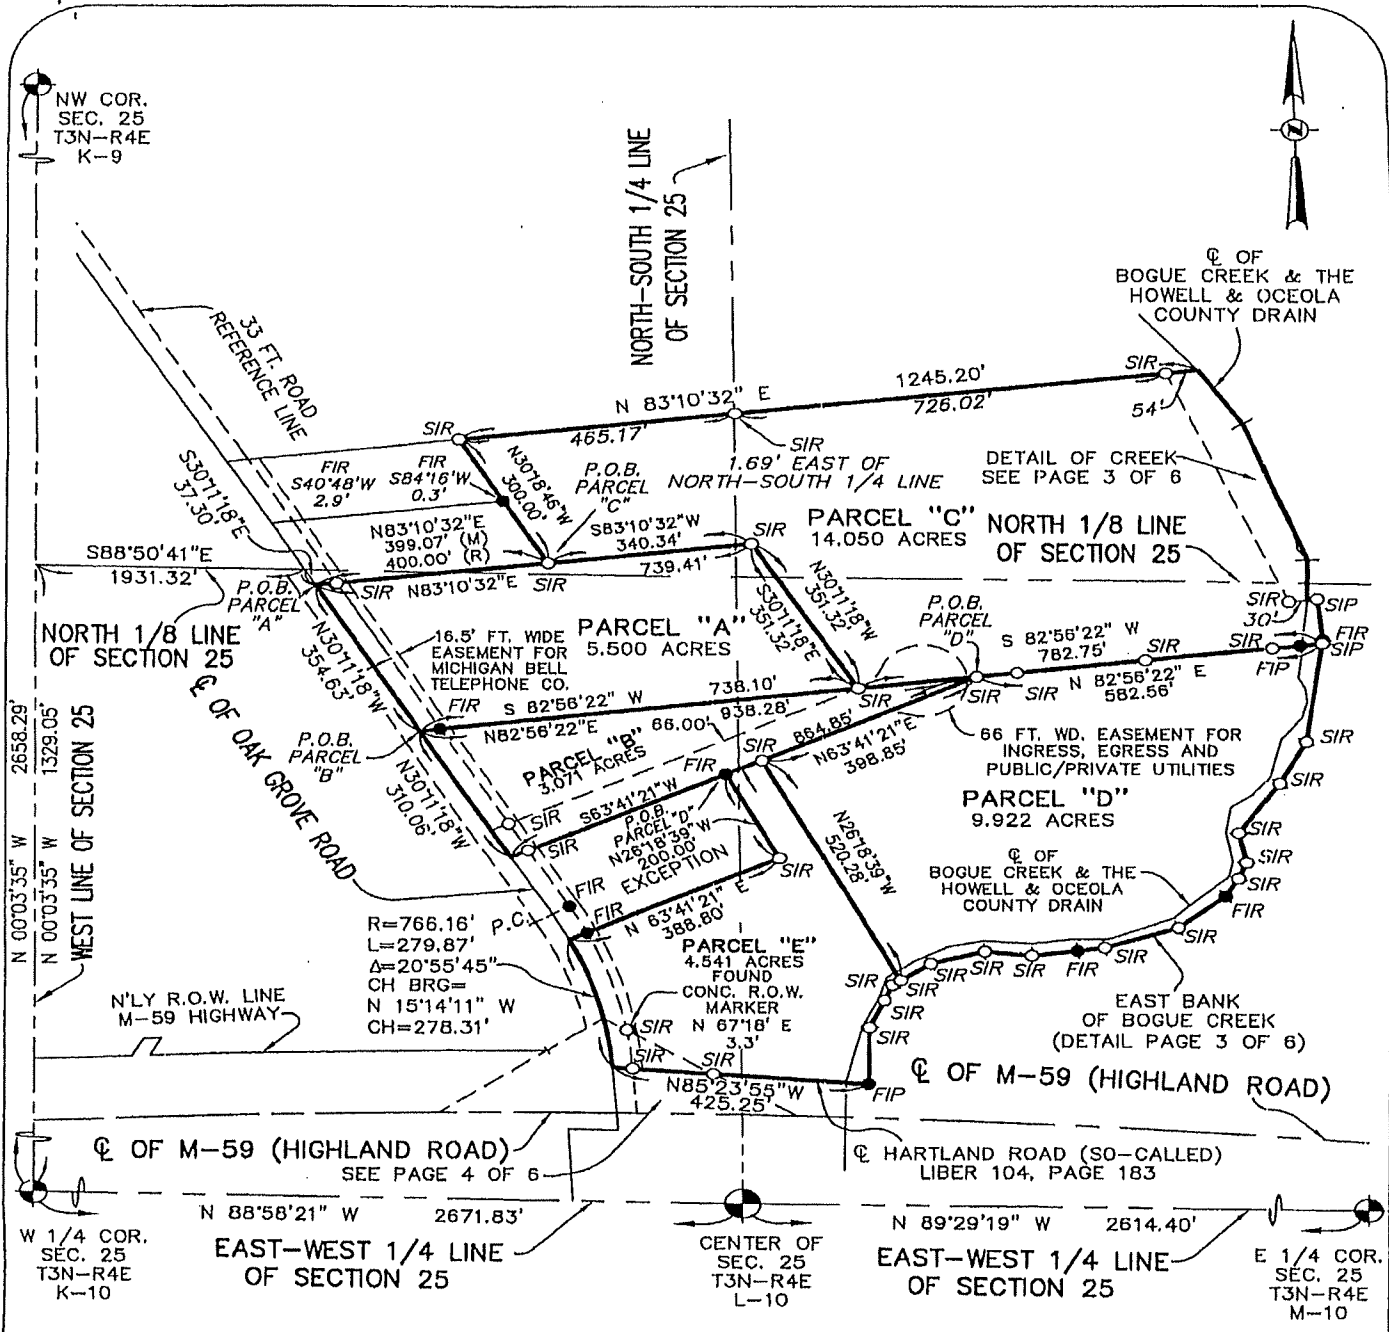 NW COR.
SEC. 25
T3N-R4E
K-9
NORTH-SOUTH 1/4 LINE
OF SECTION 25
N
℄ OF
BOGUE CREEK & THE
HOWELL & OCEOLA
COUNTY DRAIN
33 FT. ROAD
REFERENCE LINE
SIR
1245.20'
N 83°10'32" E
726.02'
54'
465.17'
SIR
SIR
1.69' EAST OF
NORTH-SOUTH 1/4 LINE
DETAIL OF CREEK
SEE PAGE 3 OF 6
S30°11'18"E
37.30'
FIR
S40°48'W
2.9'
FIR
S84°16'W
0.3'
N30°18'46"W
300.00'
P.O.B.
PARCEL
"C"
N83°10'32"E
399.07' (M)
400.00' (R)
S83°10'32"W
340.34'
SIR
PARCEL "C"
14.050 ACRES
NORTH 1/8 LINE
OF SECTION 25
S88°50'41"E
1931.32'
P.O.B.
PARCEL
"A"
SIR
N83°10'32"E
SIR
739.41'
N30°11'18"W
351.32'
S30°11'18"E
351.32'
P.O.B.
PARCEL
"D"
SIR
30'
SIP
NORTH 1/8 LINE
OF SECTION 25
N30°11'18"W
354.63'
16.5' FT. WIDE
EASEMENT FOR
MICHIGAN BELL
TELEPHONE CO.
PARCEL "A"
5.500 ACRES
S 82°56'22" W
782.75'
SIR
SIR
FIR
SIP
FIP
SIR
N 82°56'22" E
582.56'
℄ OF OAK GROVE ROAD
P.O.B.
PARCEL
"B"
FIR
S 82°56'22" W
738.10'
SIR
SIR
N82°56'22"E
66.00'
938.28'
864.85'
N63°41'21"E
398.85'
66 FT. WD. EASEMENT FOR
INGRESS, EGRESS AND
PUBLIC/PRIVATE UTILITIES
SIR
SIR
N 00°03'35" W
2658.29'
N 00°03'35" W
1329.05'
WEST LINE OF SECTION 25
N30°11'18"W
310.06'
PARCEL "B"
3.071 ACRES
FIR
SIR
SIR
S63°41'21"W
PARCEL "D"
9.922 ACRES
P.O.B.
PARCEL "D"
N26°18'39"W
200.00'
EXCEPTION
SIR
N26°18'39"W
520.28'
℄ OF
BOGUE CREEK & THE
HOWELL & OCEOLA
COUNTY DRAIN
SIR
SIR
FIR
SIR
P.C.
FIR
FIR
N 63°41'21" E
388.80'
R=766.16'
L=279.87'
Δ=20°55'45"
CH BRG=
N 15°14'11" W
CH=278.31'
PARCEL "E"
4.541 ACRES
FOUND
CONC. R.O.W.
MARKER
N 67°18' E
3.3'
SIR
SIR
SIR
SIR
SIR
FIR
SIR
N'LY R.O.W. LINE
M-59 HIGHWAY
SIR
SIR
SIR
EAST BANK
OF BOGUE CREEK
(DETAIL PAGE 3 OF 6)
N85°23'55"W
425.25'
FIP
℄ OF M-59 (HIGHLAND ROAD)
℄ OF M-59 (HIGHLAND ROAD)
SEE PAGE 4 OF 6
℄ HARTLAND ROAD (SO-CALLED)
LIBER 104, PAGE 183
W 1/4 COR.
SEC. 25
T3N-R4E
K-10
N 88°58'21" W
2671.83'
EAST-WEST 1/4 LINE
OF SECTION 25
CENTER OF
SEC. 25
T3N-R4E
L-10
N 89°29'19" W
2614.40'
EAST-WEST 1/4 LINE
OF SECTION 25
E 1/4 COR.
SEC. 25
T3N-R4E
M-10